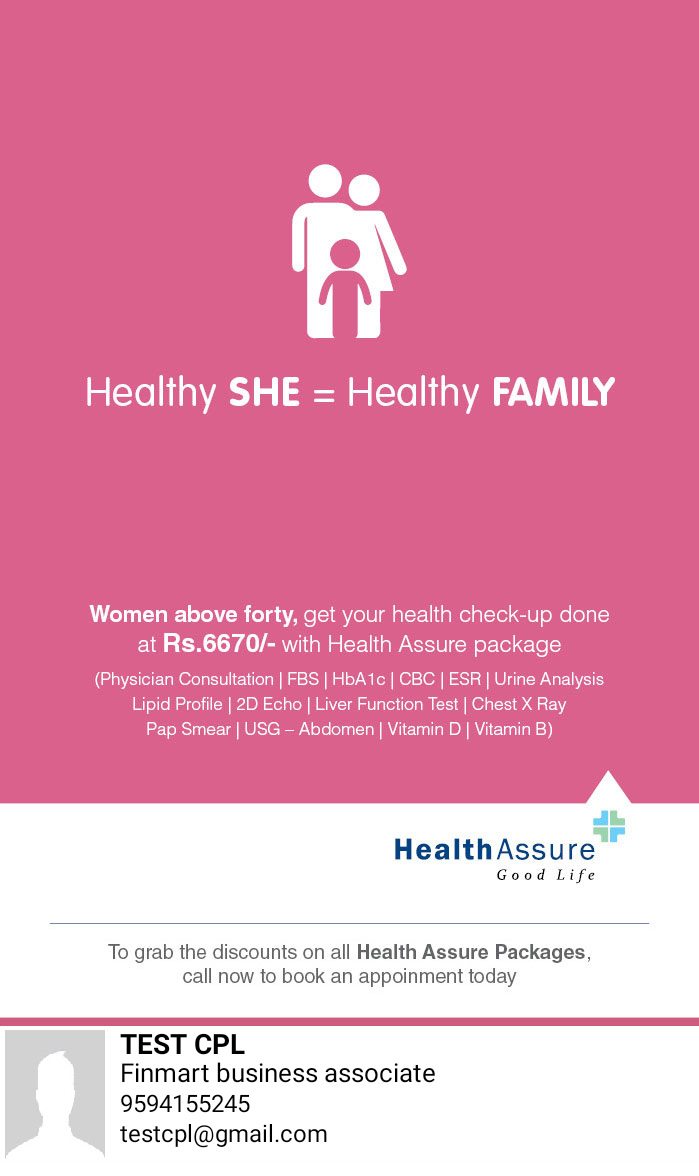 Healthy SHE = Healthy FAMILY
Women above forty, get your health check-up done
at Rs.6670/- with Health Assure package
(Physician Consultation | FBS | HbA1c | CBC | ESR | Urine Analysis
Lipid Profile | 2D Echo | Liver Function Test | Chest X Ray
Pap Smear | USG – Abdomen | Vitamin D | Vitamin B)
HealthAssure
Good Life
To grab the discounts on all Health Assure Packages,
call now to book an appoinment today
TEST CPL
Finmart business associate
9594155245
testcpl@gmail.com